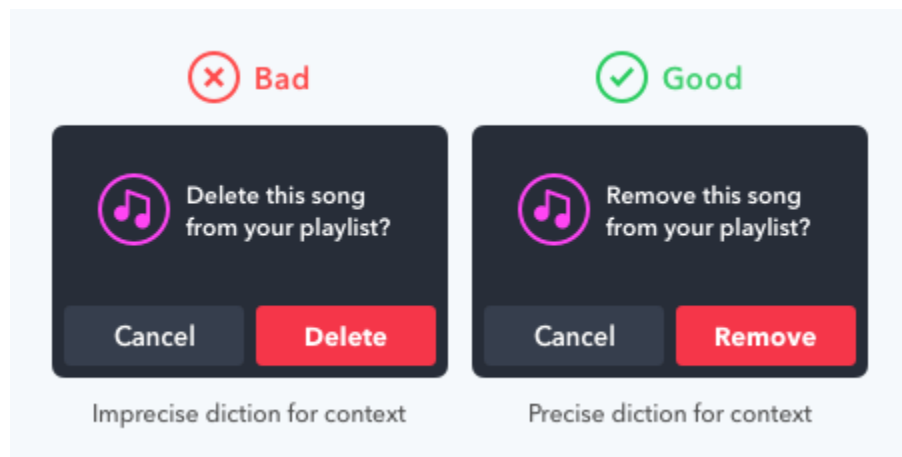 Bad
Good
Delete this song
from your playlist?
Cancel
Delete
Imprecise diction for context
Remove this song
from your playlist?
Cancel
Remove
Precise diction for context